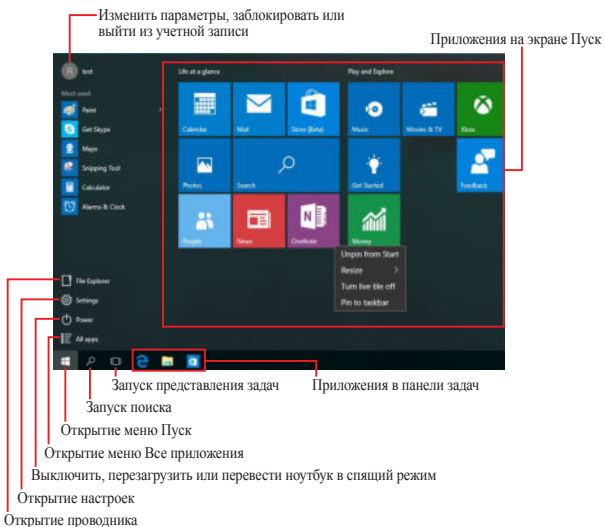 Изменить параметры, заблокировать или
выйти из учетной записи
Приложения на экране Пуск
test
Life at a glance
Play and Explore
Most used
Paint
Get Skype
Maps
Snipping Tool
Calculator
Alarms & Clock
Calendar
Mail
Store (Beta)
Music
Movies & TV
Xbox
Photos
Search
Get Started
Feedback
People
News
OneNote
Money
Unpin from Start
Resize
Turn live tile off
Pin to taskbar
File Explorer
Settings
Power
All apps
Запуск представления задач
Приложения в панели задач
Запуск поиска
Открытие меню Пуск
Открытие меню Все приложения
Выключить, перезагрузить или перевести ноутбук в спящий режим
Открытие настроек
Открытие проводника